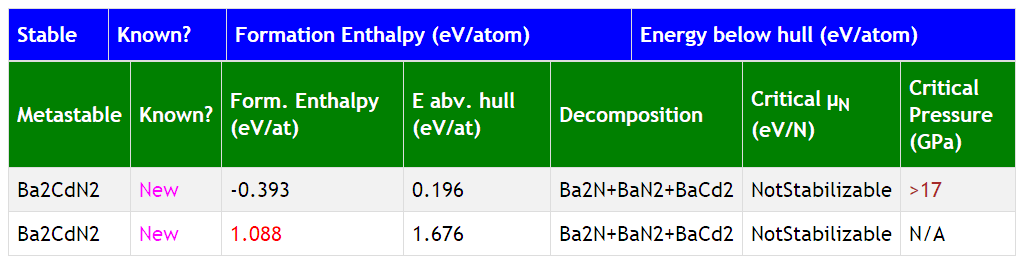 Stable Known? Formation Enthalpy (eV/atom) Energy below hull (eV/atom)
Metastable Known? Form. Enthalpy (eV/at) E abv. hull (eV/at) Decomposition Critical μN (eV/N) Critical Pressure (GPa)
Ba2CdN2 New -0.393 0.196 Ba2N+BaN2+BaCd2 NotStabilizable >17
Ba2CdN2 New 1.088 1.676 Ba2N+BaN2+BaCd2 NotStabilizable N/A